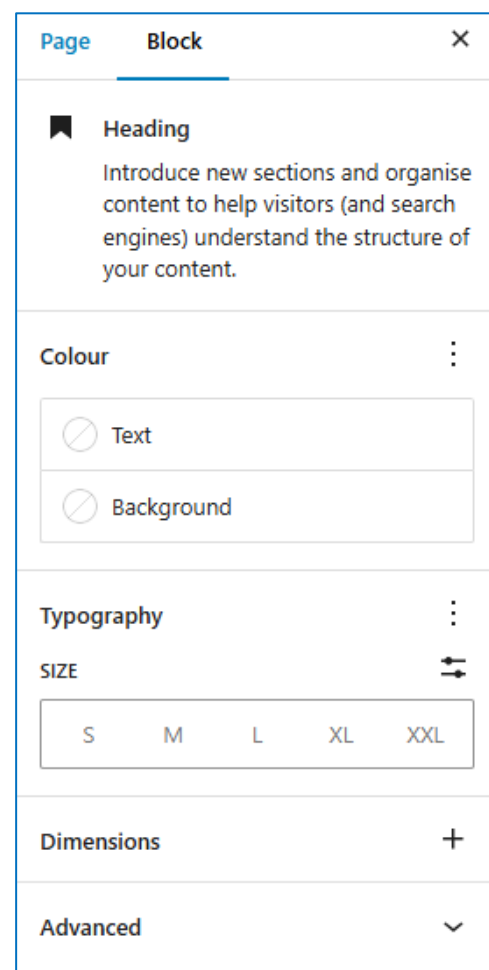 Page Block
Heading
Introduce new sections and organise
content to help visitors (and search
engines) understand the structure of
your content.
Colour
Text
Background
Typography
SIZE
S M L XL XXL
Dimensions
Advanced